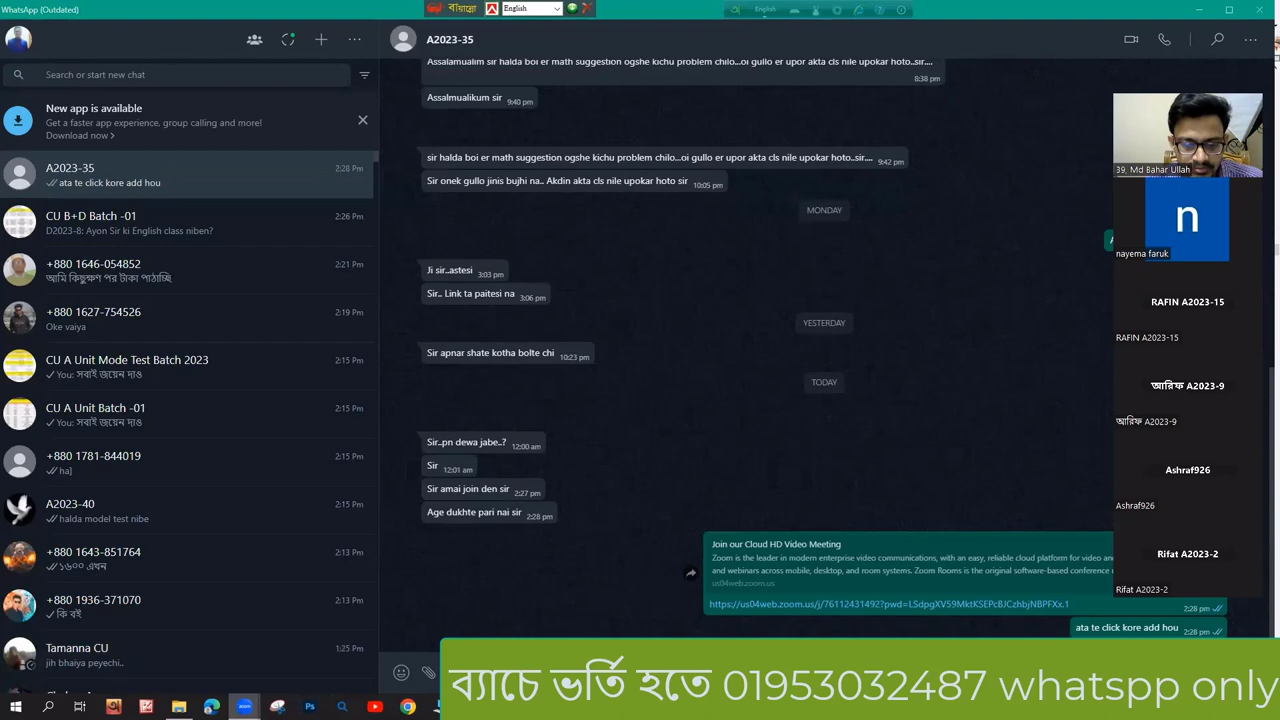 WhatsApp (Outdated)
বায়ান্নো
English
English
Search or start new chat
New app is available
Get a faster app experience, group calling and more!
Download now >
A2023-35
2:28 Pm
ata te click kore add hou
CU B+D Batch -01
2:26 Pm
D2023-8: Ayon Sir ki English class niben?
+880 1646-054852
2:21 Pm
আমি কিছুক্ষণ পর টাকা পাঠাচ্ছি
+880 1627-754526
2:19 Pm
Oke vaiya
CU A Unit Mode Test Batch 2023
2:15 Pm
You: সবাই জয়েন দাও
CU A Unit Batch -01
2:15 Pm
You: সবাই জয়েন দাও
+880 1781-844019
2:15 Pm
ha]
A2023-40
2:15 Pm
halda model test nibe
+880 1609-851794
2:13 Pm
+880 1936-371070
2:13 Pm
কি বই
Tamanna CU
1:25 Pm
jih bhaiya peyechi..
A2023-35
Assalamualim sir halda boi er math suggestion ogshe kichu problem chilo...oi gullo er upor akta cls nile upokar hoto..sir....
8:38 pm
Assalmualikum sir 9:40 pm
sir halda boi er math suggestion ogshe kichu problem chilo...oi gullo er upor akta cls nile upokar hoto..sir.... 9:42 pm
Sir onek gullo jinis bujhi na.. Akdin akta cls nile upokar hoto sir 10:05 pm
MONDAY
Ji sir..astesi 3:03 pm
Sir.. Link ta paitesi na 3:06 pm
YESTERDAY
Sir apnar shate kotha bolte chi 10:23 pm
TODAY
Sir..pn dewa jabe..? 12:00 am
Sir 12:01 am
Sir amai join den sir 2:27 pm
Age dukhte pari nai sir 2:28 pm
Join our Cloud HD Video Meeting
Zoom is the leader in modern enterprise video communications, with an easy, reliable cloud platform for video and
and webinars across mobile, desktop, and room systems. Zoom Rooms is the original software-based conference
us04web.zoom.us
https://us04web.zoom.us/j/76112431492?pwd=LSdpgXV59MktKSEPcBJCzhbjNBPFXx.1
2:28 pm
ata te click kore add hou 2:28 pm
39, Md Bahar Ullah
n
nayema faruk
RAFIN A2023-15
RAFIN A2023-15
আরিফ A2023-9
আরিফ A2023-9
Ashraf926
Ashraf926
Rifat A2023-2
Rifat A2023-2
ব্যাচে ভর্তি হতে 01953032487 whatspp only